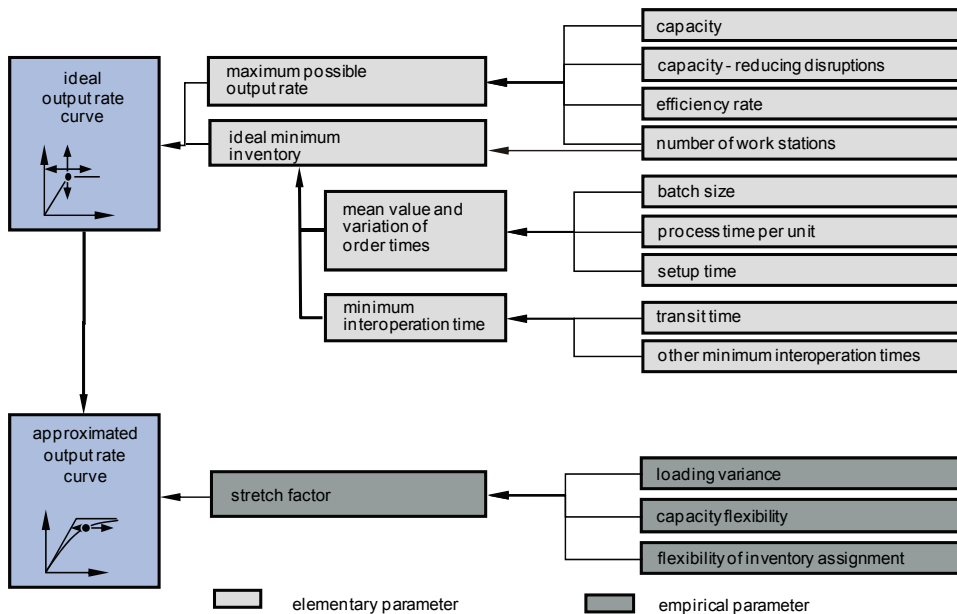 ideal
output rate
curve
maximum possible
output rate
ideal minimum
inventory
mean value and
variation of
order times
minimum
interoperation time
capacity
capacity - reducing disruptions
efficiency rate
number of work stations
batch size
process time per unit
setup time
transit time
other minimum interoperation times
approximated
output rate
curve
stretch factor
loading variance
capacity flexibility
flexibility of inventory assignment
elementary parameter
empirical parameter